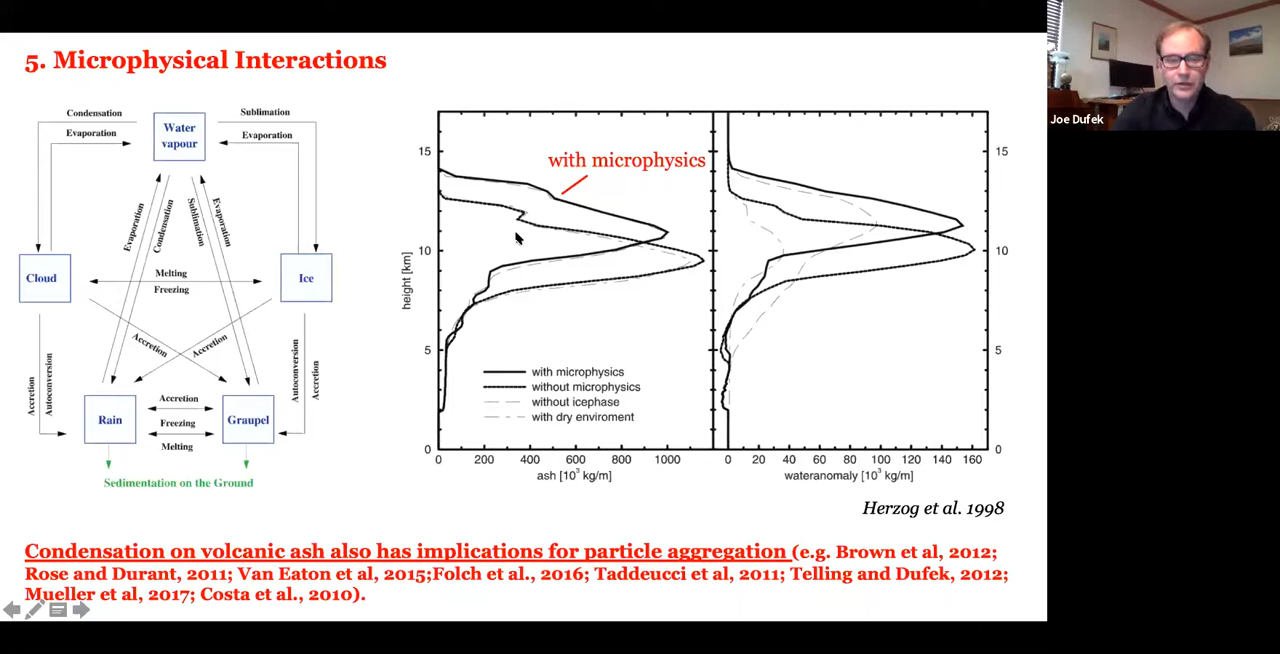 5. Microphysical Interactions
Joe Dufek
Condensation
Sublimation
Evaporation
Evaporation
Water
vapour
Evaporation
Condensation
Sublimation
Evaporation
Cloud
Ice
Melting
Freezing
Accretion
Accretion
Accretion
Autoconversion
Autoconversion
Accretion
Rain
Graupel
Accretion
Freezing
Melting
Sedimentation on the Ground
with microphysics
15
10
5
0
height [km]
with microphysics
without microphysics
without icephase
with dry enviroment
0 200 400 600 800 1000
ash [10³ kg/m]
15
10
5
0
0 20 40 60 80 100 120 140 160
wateranomaly [10³ kg/m]
Herzog et al. 1998
Condensation on volcanic ash also has implications for particle aggregation (e.g. Brown et al, 2012;
Rose and Durant, 2011; Van Eaton et al, 2015;Folch et al., 2016; Taddeucci et al, 2011; Telling and Dufek, 2012;
Mueller et al, 2017; Costa et al., 2010).